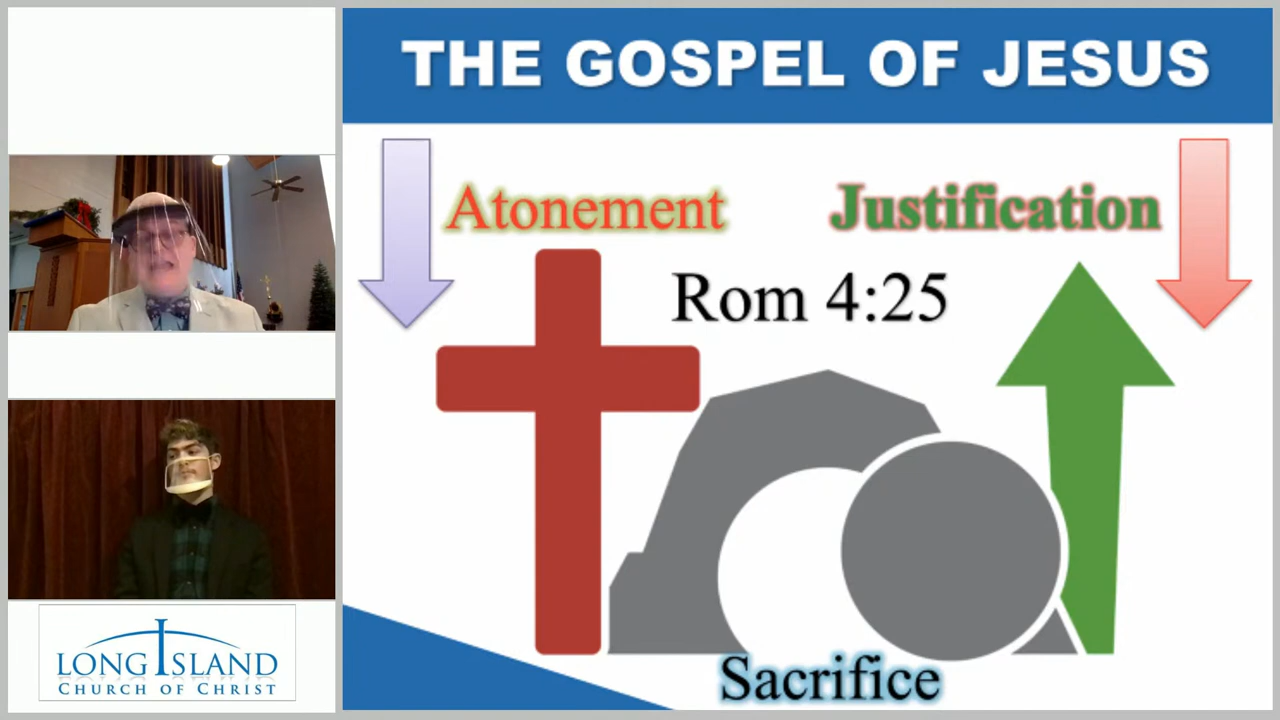 THE GOSPEL OF JESUS
Atonement
Justification
Rom 4:25
Sacrifice
LONG ISLAND
CHURCH OF CHRIST